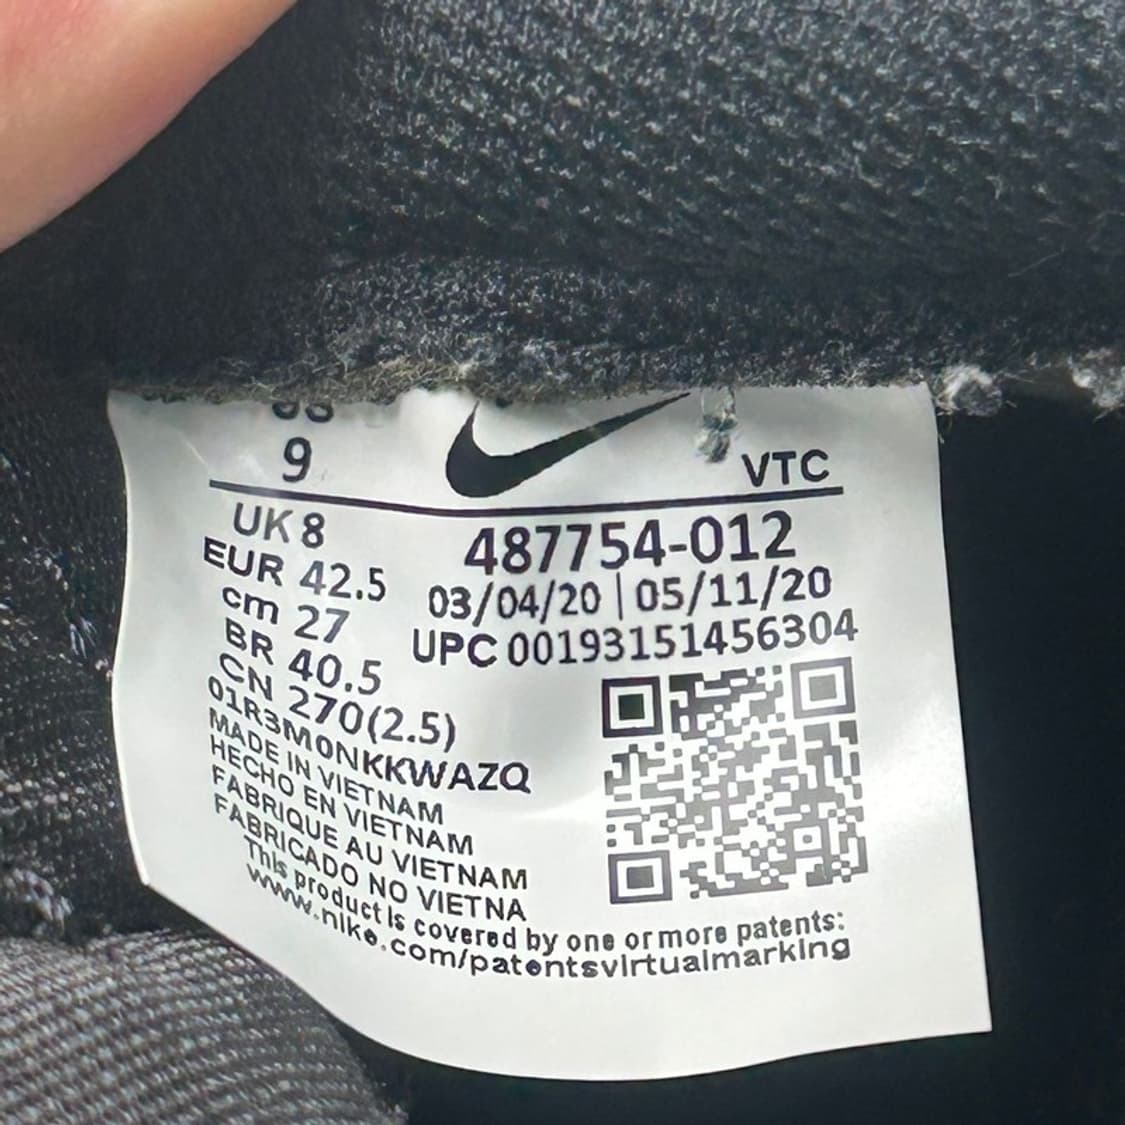 US
9
VTC
UK 8
EUR 42.5
cm 27
BR 40.5
CN 270(2.5)
487754-012
03/04/20 | 05/11/20
UPC 00193151456304
01R3M0NKKWAZQ
MADE IN VIETNAM
HECHO EN VIETNAM
FABRIQUE AU VIETNAM
FABRICADO NO VIETNA
This product is covered by one or more patents:
www.nike.com/patentsvirtualmarking